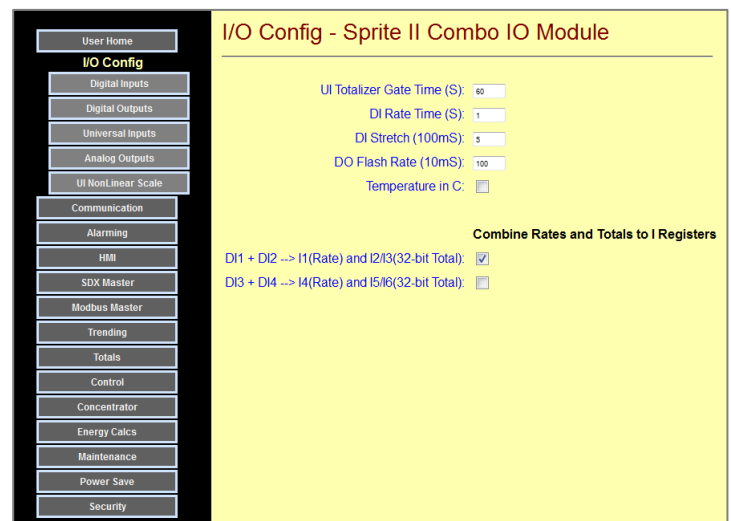 I/O Config - Sprite II Combo IO Module
User Home
I/O Config
Digital Inputs
Digital Outputs
Universal Inputs
Analog Outputs
UI NonLinear Scale
Communication
Alarming
HMI
SDX Master
Modbus Master
Trending
Totals
Control
Concentrator
Energy Calcs
Maintenance
Power Save
Security
UI Totalizer Gate Time (S): 60
DI Rate Time (S): 1
DI Stretch (100mS): 5
DO Flash Rate (10mS): 100
Temperature in C:
Combine Rates and Totals to I Registers
DI1 + DI2 --> I1(Rate) and I2/I3(32-bit Total):
DI3 + DI4 --> I4(Rate) and I5/I6(32-bit Total):